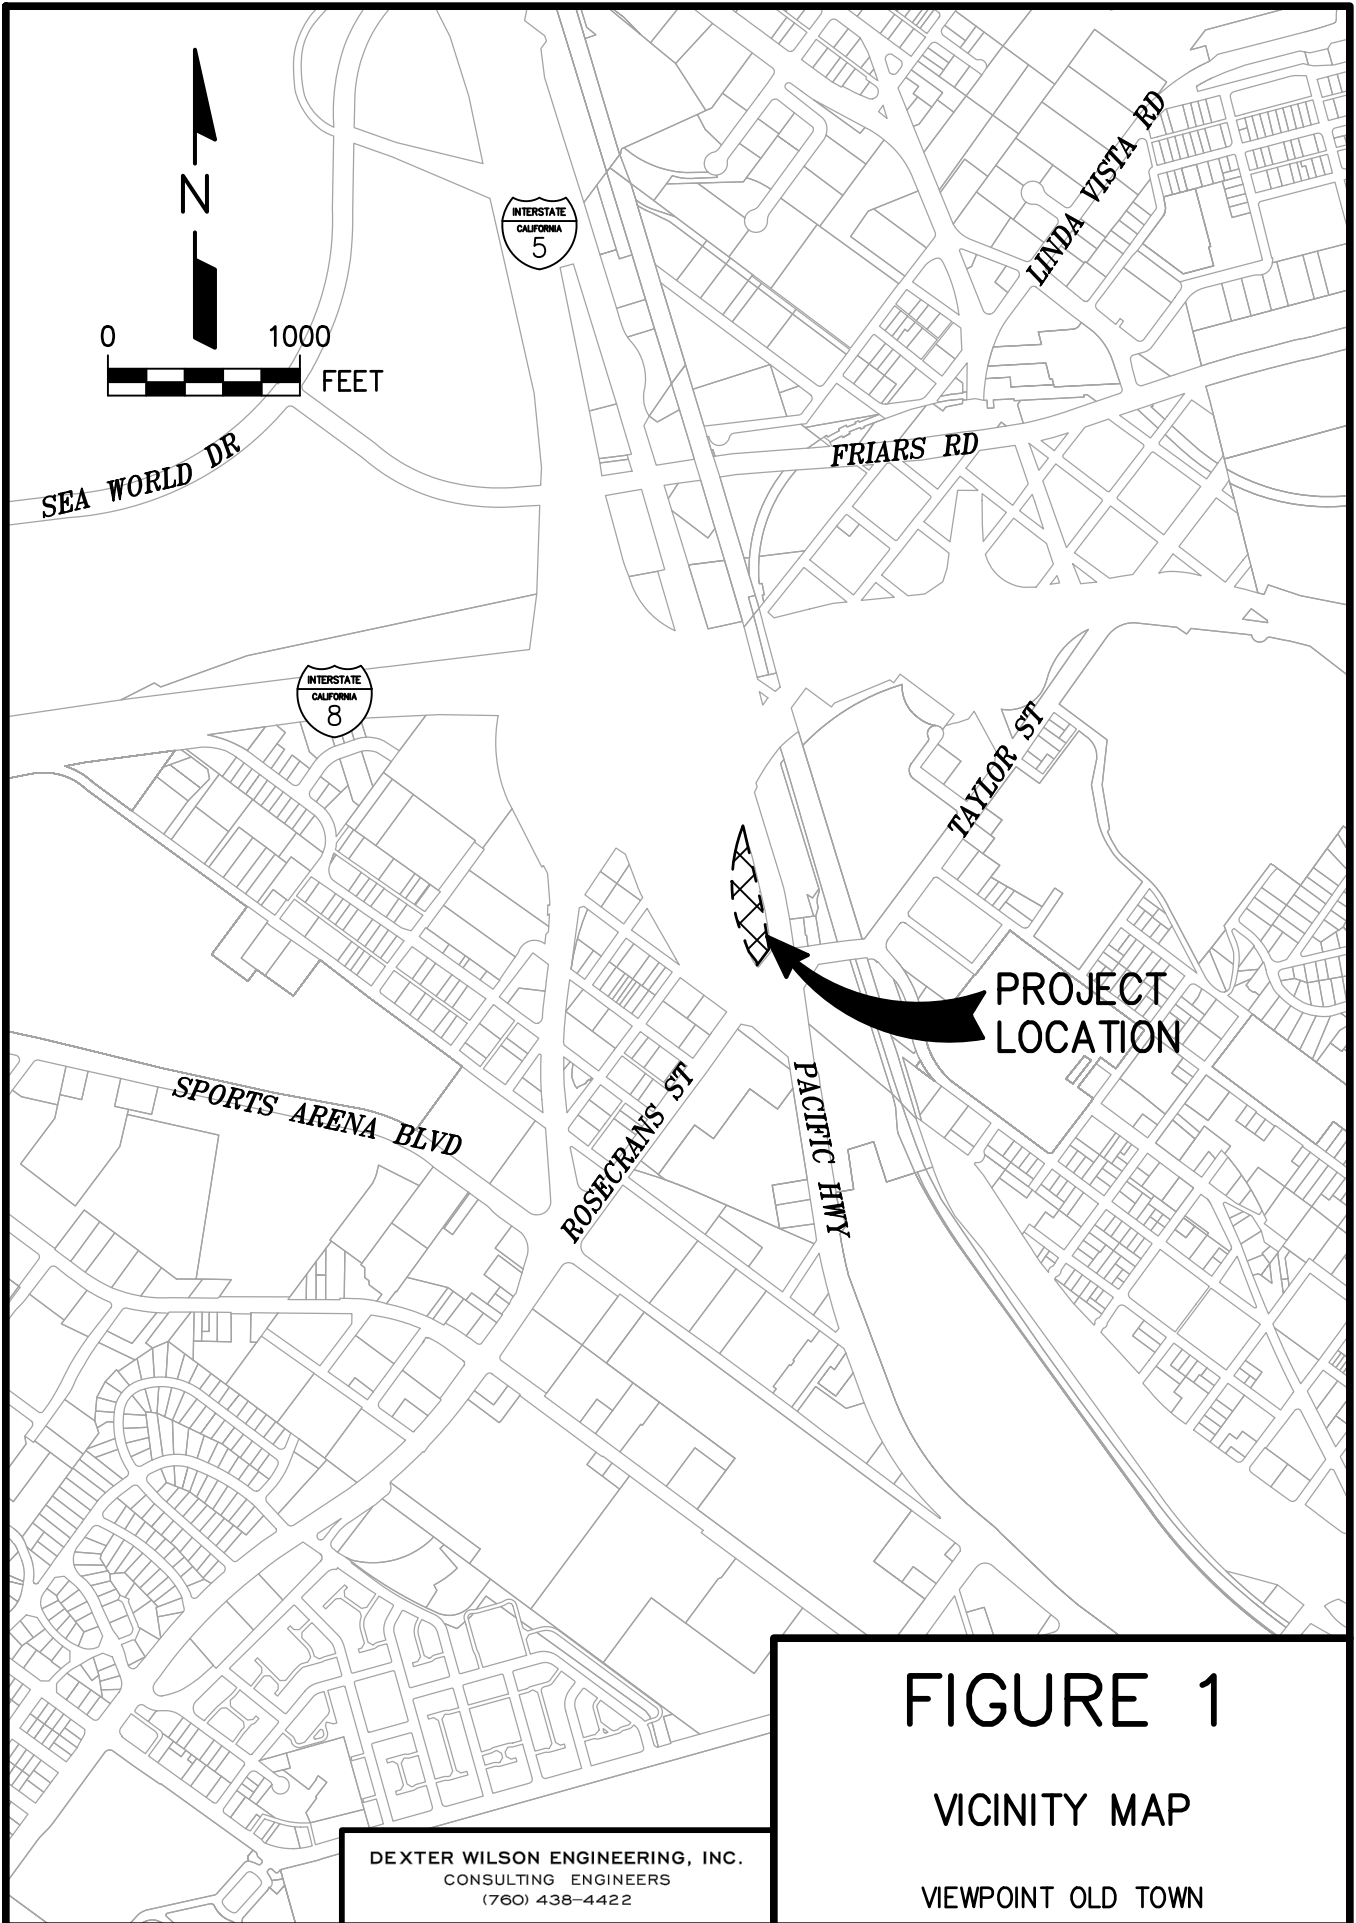 LINDA VISTA RD
N
INTERSTATE
CALIFORNIA
5
0 1000
FEET
SEA WORLD DR
FRIARS RD
INTERSTATE
CALIFORNIA
8
TAYLOR ST
PROJECT
LOCATION
SPORTS ARENA BLVD
ROSECRANS ST
PACIFIC HWY
FIGURE 1
VICINITY MAP
VIEWPOINT OLD TOWN
DEXTER WILSON ENGINEERING, INC.
CONSULTING ENGINEERS
(760) 438-4422